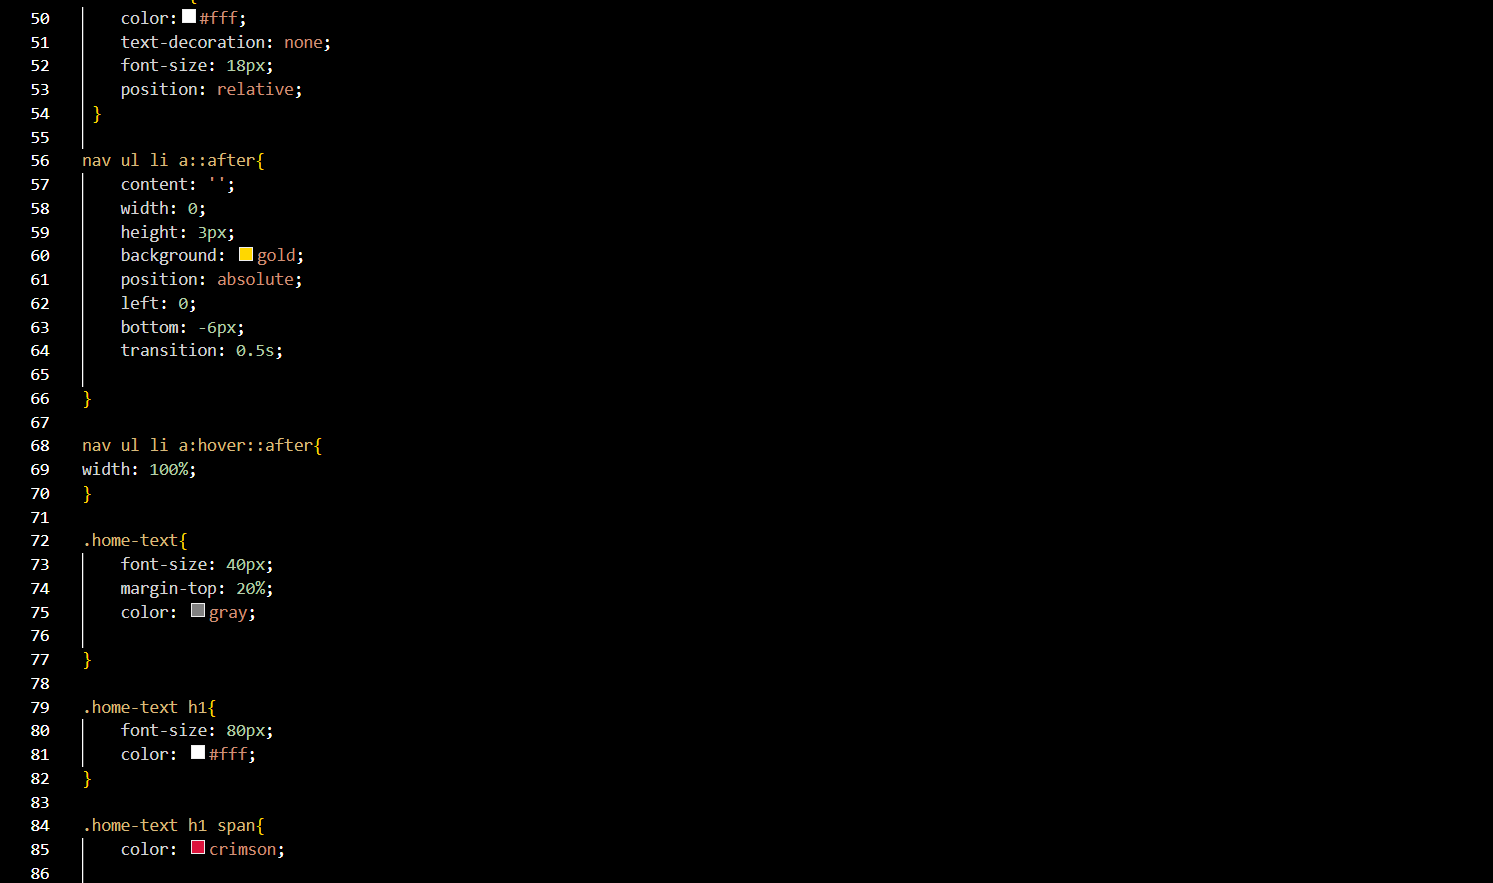 50 color: #fff;
51 text-decoration: none;
52 font-size: 18px;
53 position: relative;
54 }
55
56 nav ul li a::after{
57 content: '';
58 width: 0;
59 height: 3px;
60 background: gold;
61 position: absolute;
62 left: 0;
63 bottom: -6px;
64 transition: 0.5s;
65
66 }
67
68 nav ul li a:hover::after{
69 width: 100%;
70 }
71
72 .home-text{
73 font-size: 40px;
74 margin-top: 20%;
75 color: gray;
76
77 }
78
79 .home-text h1{
80 font-size: 80px;
81 color: #fff;
82 }
83
84 .home-text h1 span{
85 color: crimson;
86